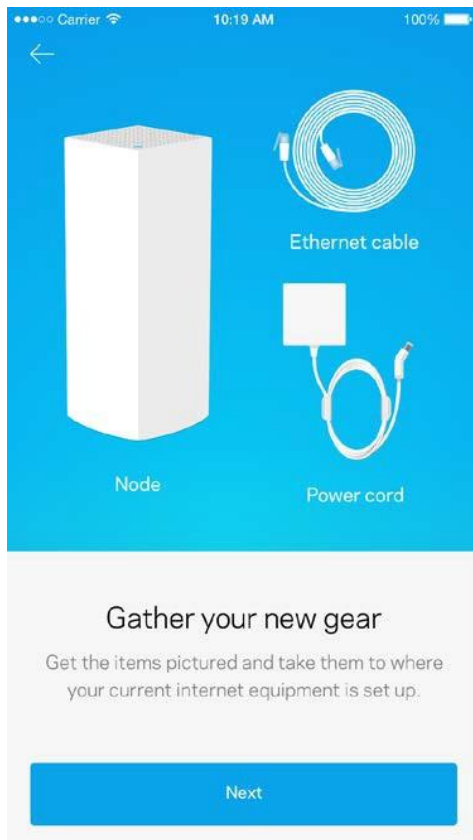 Carrier 10:19 AM 100%
Ethernet cable
Node
Power cord
Gather your new gear
Get the items pictured and take them to where
your current internet equipment is set up.
Next